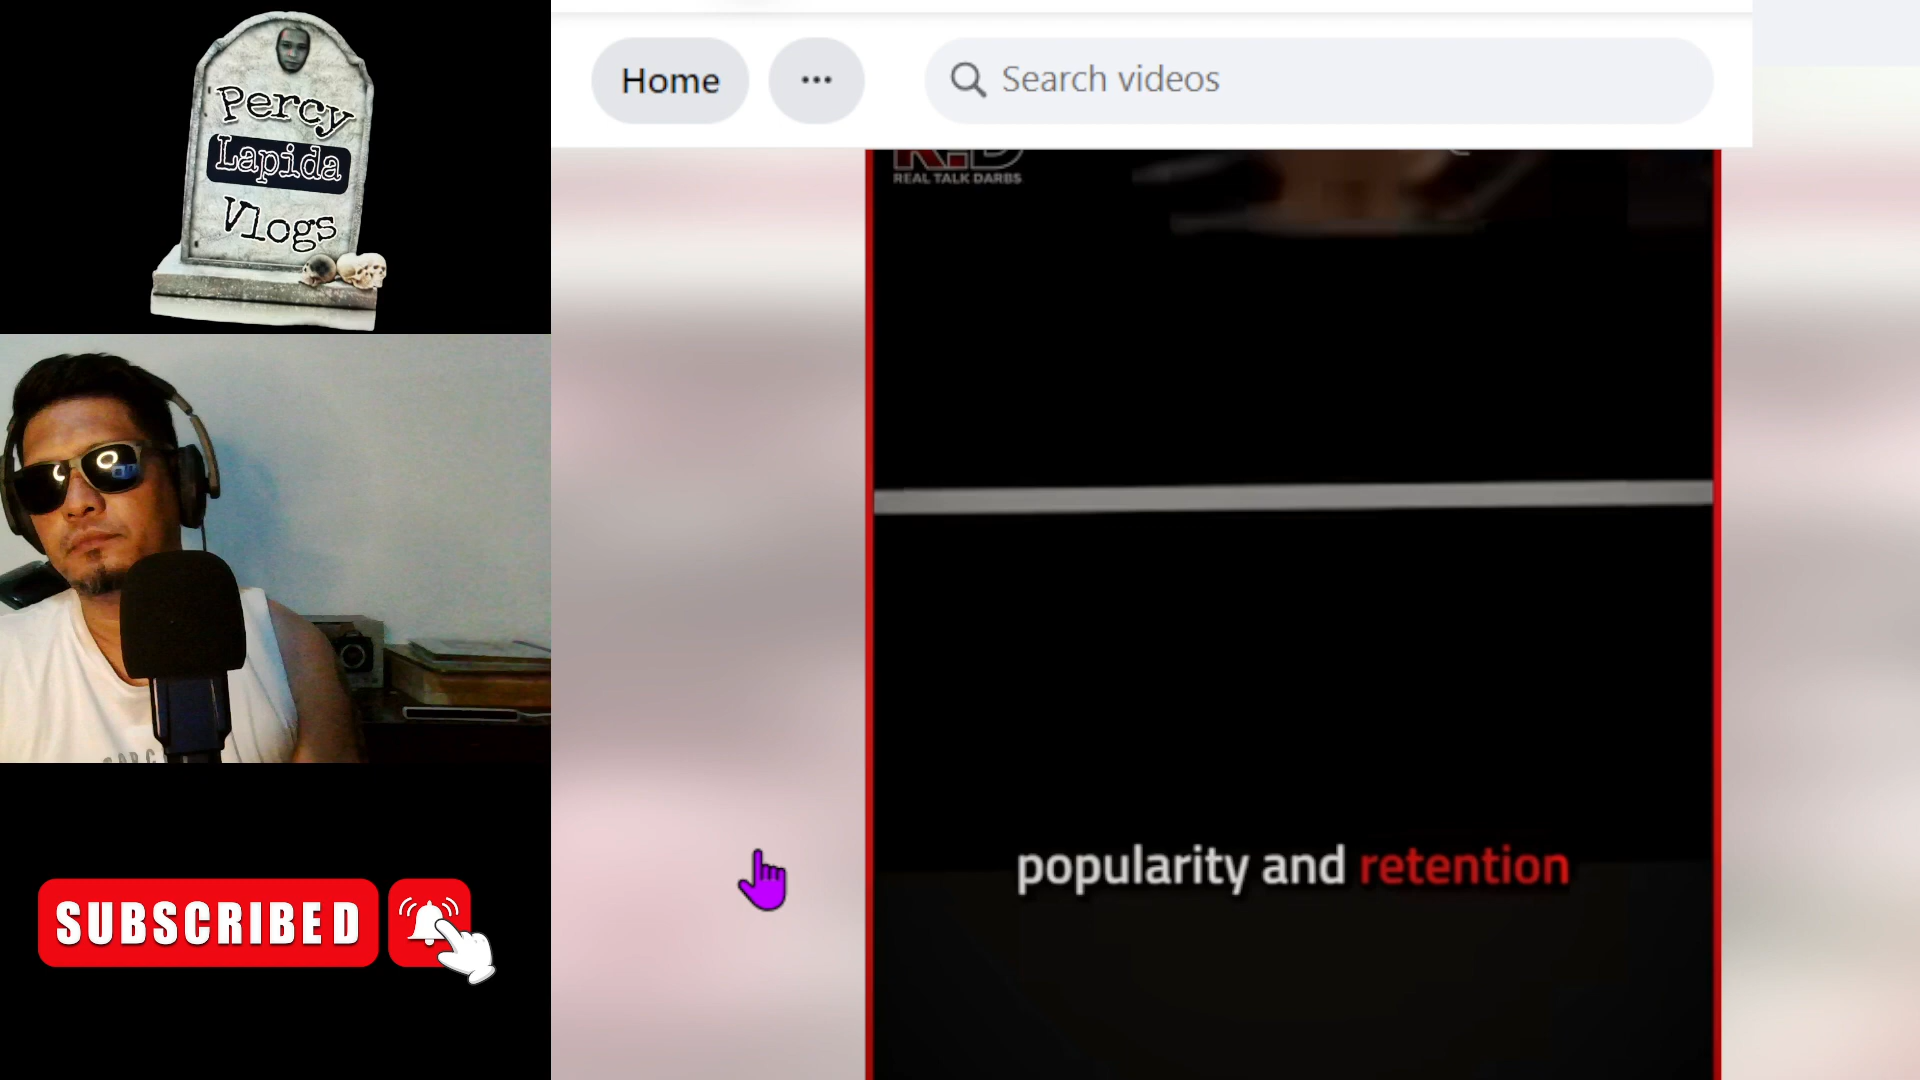 Percy
Lapida
Vlogs
SUBSCRIBED
Home
Search videos
REAL TALK DARBS
popularity and retention